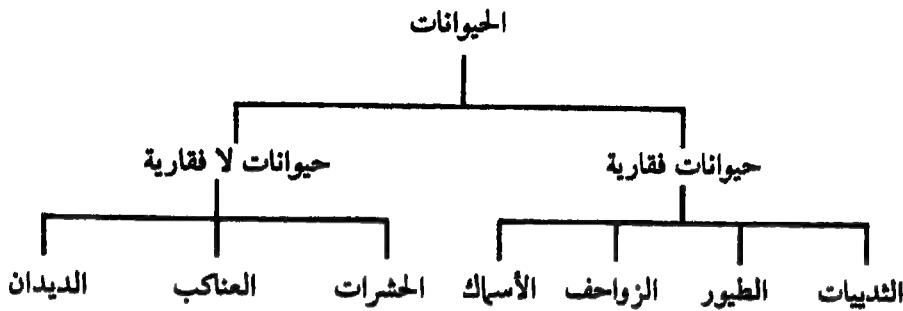 الحيوانات
حيوانات فقارية حيوانات لا فقارية
الثدييات الطيور الزواحف الأسماك الحشرات العناكب الديدان